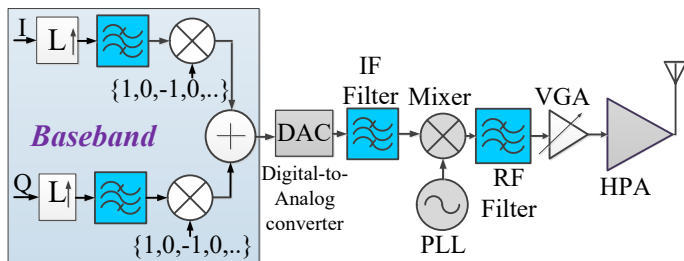 I
L
{1,0,-1,0,..}
Baseband
Q
L
{1,0,-1,0,..}
DAC
Digital-to-
Analog
converter
IF
Filter
Mixer
PLL
RF
Filter
VGA
HPA